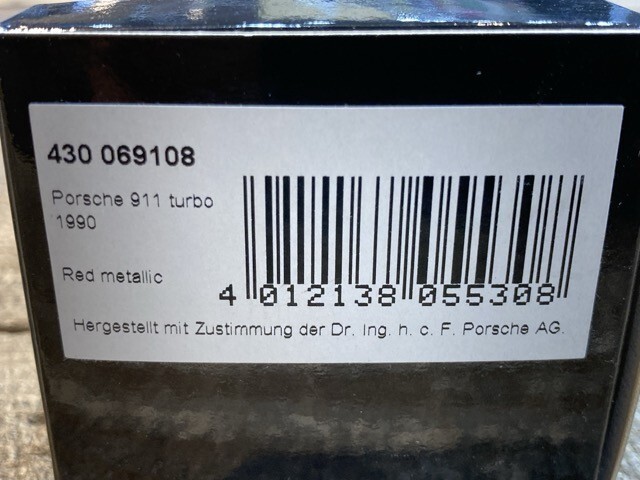 430 069108
Porsche 911 turbo
1990
Red metallic
4 012138 055308
Hergestellt mit Zustimmung der Dr. Ing. h. c. F. Porsche AG.